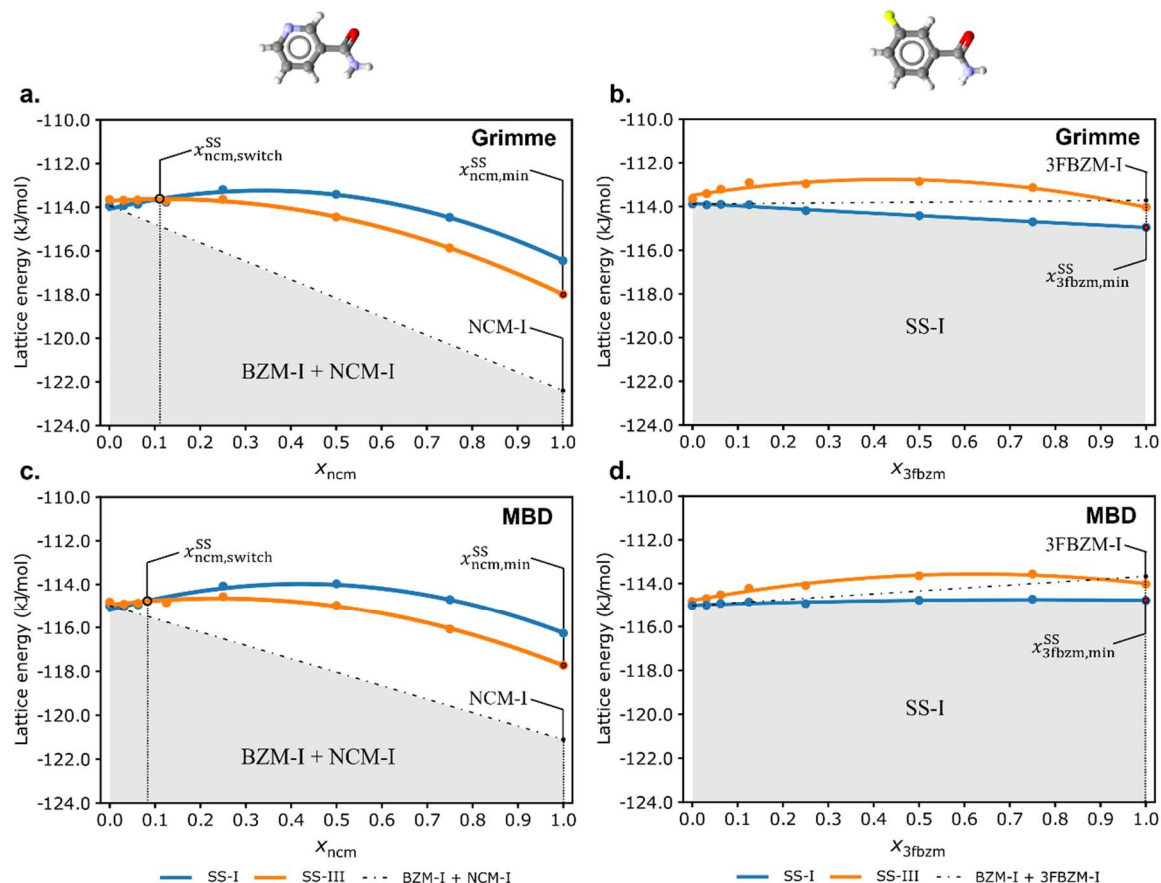 a.
Grimme
x^SS_ncm,switch
x^SS_ncm,min
NCM-I
BZM-I + NCM-I
Lattice energy (kJ/mol)
-110.0
-112.0
-114.0
-116.0
-118.0
-120.0
-122.0
-124.0
0.0 0.1 0.2 0.3 0.4 0.5 0.6 0.7 0.8 0.9 1.0
x_ncm
b.
Grimme
3FBZM-I
x^SS_3fbzm,min
SS-I
Lattice energy (kJ/mol)
-110.0
-112.0
-114.0
-116.0
-118.0
-120.0
-122.0
-124.0
0.0 0.1 0.2 0.3 0.4 0.5 0.6 0.7 0.8 0.9 1.0
x_3fbzm
c.
MBD
x^SS_ncm,switch
x^SS_ncm,min
NCM-I
BZM-I + NCM-I
Lattice energy (kJ/mol)
-110.0
-112.0
-114.0
-116.0
-118.0
-120.0
-122.0
-124.0
0.0 0.1 0.2 0.3 0.4 0.5 0.6 0.7 0.8 0.9 1.0
x_ncm
SS-I SS-III BZM-I + NCM-I
d.
MBD
3FBZM-I
x^SS_3fbzm,min
SS-I
Lattice energy (kJ/mol)
-110.0
-112.0
-114.0
-116.0
-118.0
-120.0
-122.0
-124.0
0.0 0.1 0.2 0.3 0.4 0.5 0.6 0.7 0.8 0.9 1.0
x_3fbzm
SS-I SS-III BZM-I + 3FBZM-I